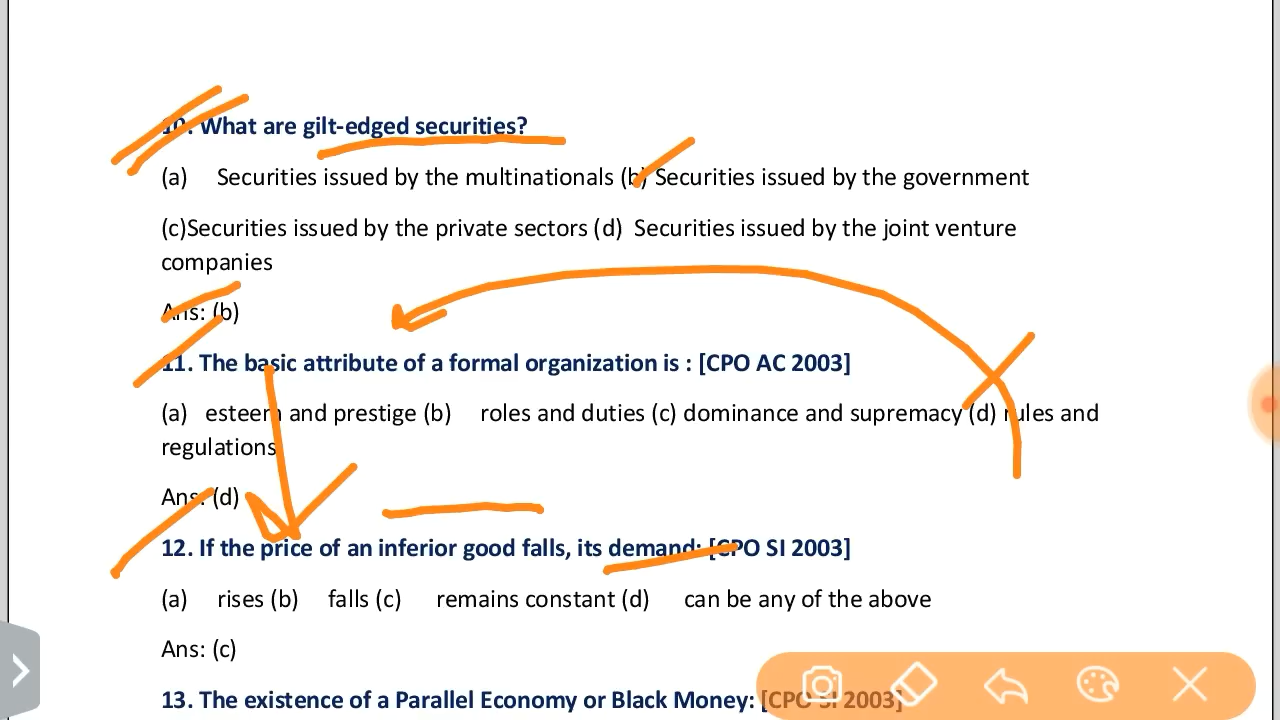 10. What are gilt-edged securities?
(a) Securities issued by the multinationals (b) Securities issued by the government
(c)Securities issued by the private sectors (d) Securities issued by the joint venture
companies
Ans: (b)
11. The basic attribute of a formal organization is : [CPO AC 2003]
(a) esteem and prestige (b) roles and duties (c) dominance and supremacy (d) rules and
regulations
Ans: (d)
12. If the price of an inferior good falls, its demand: [CPO SI 2003]
(a) rises (b) falls (c) remains constant (d) can be any of the above
Ans: (c)
13. The existence of a Parallel Economy or Black Money: [CPO SI 2003]